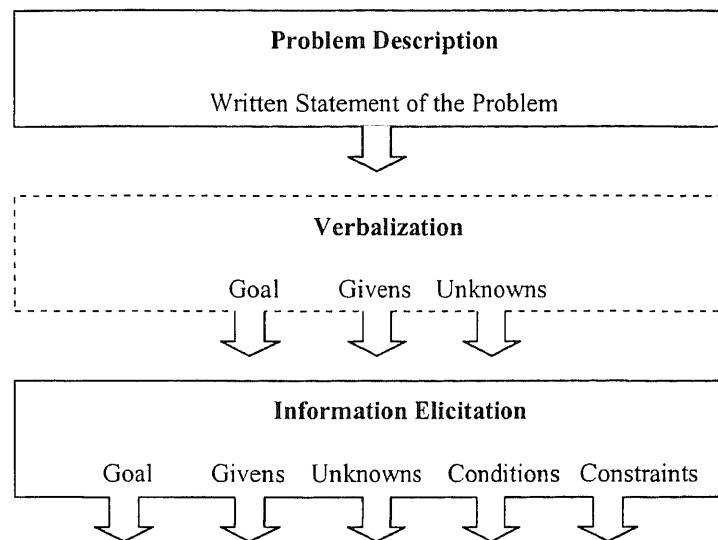 Problem Description
Written Statement of the Problem
Verbalization
Goal Givens Unknowns
Information Elicitation
Goal Givens Unknowns Conditions Constraints